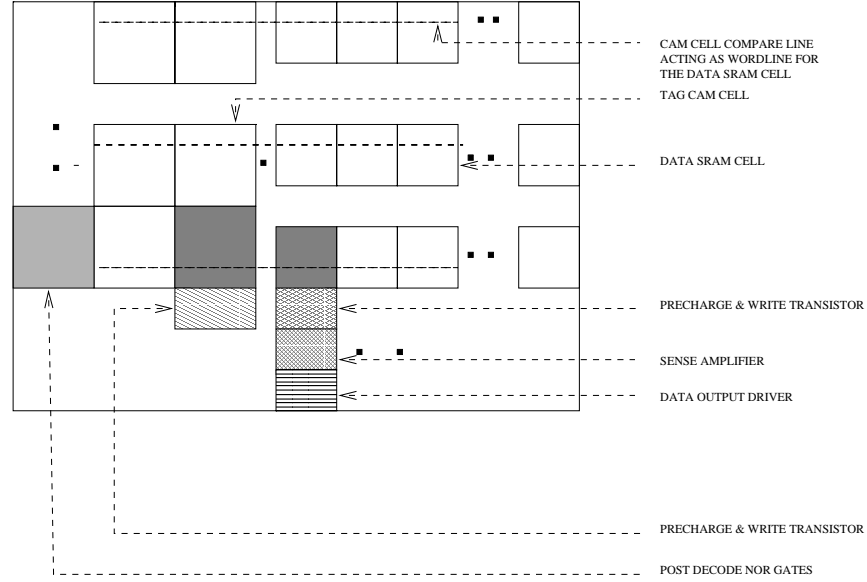 CAM CELL COMPARE LINE
ACTING AS WORDLINE FOR
THE DATA SRAM CELL
TAG CAM CELL
DATA SRAM CELL
PRECHARGE & WRITE TRANSISTOR
SENSE AMPLIFIER
DATA OUTPUT DRIVER
PRECHARGE & WRITE TRANSISTOR
POST DECODE NOR GATES